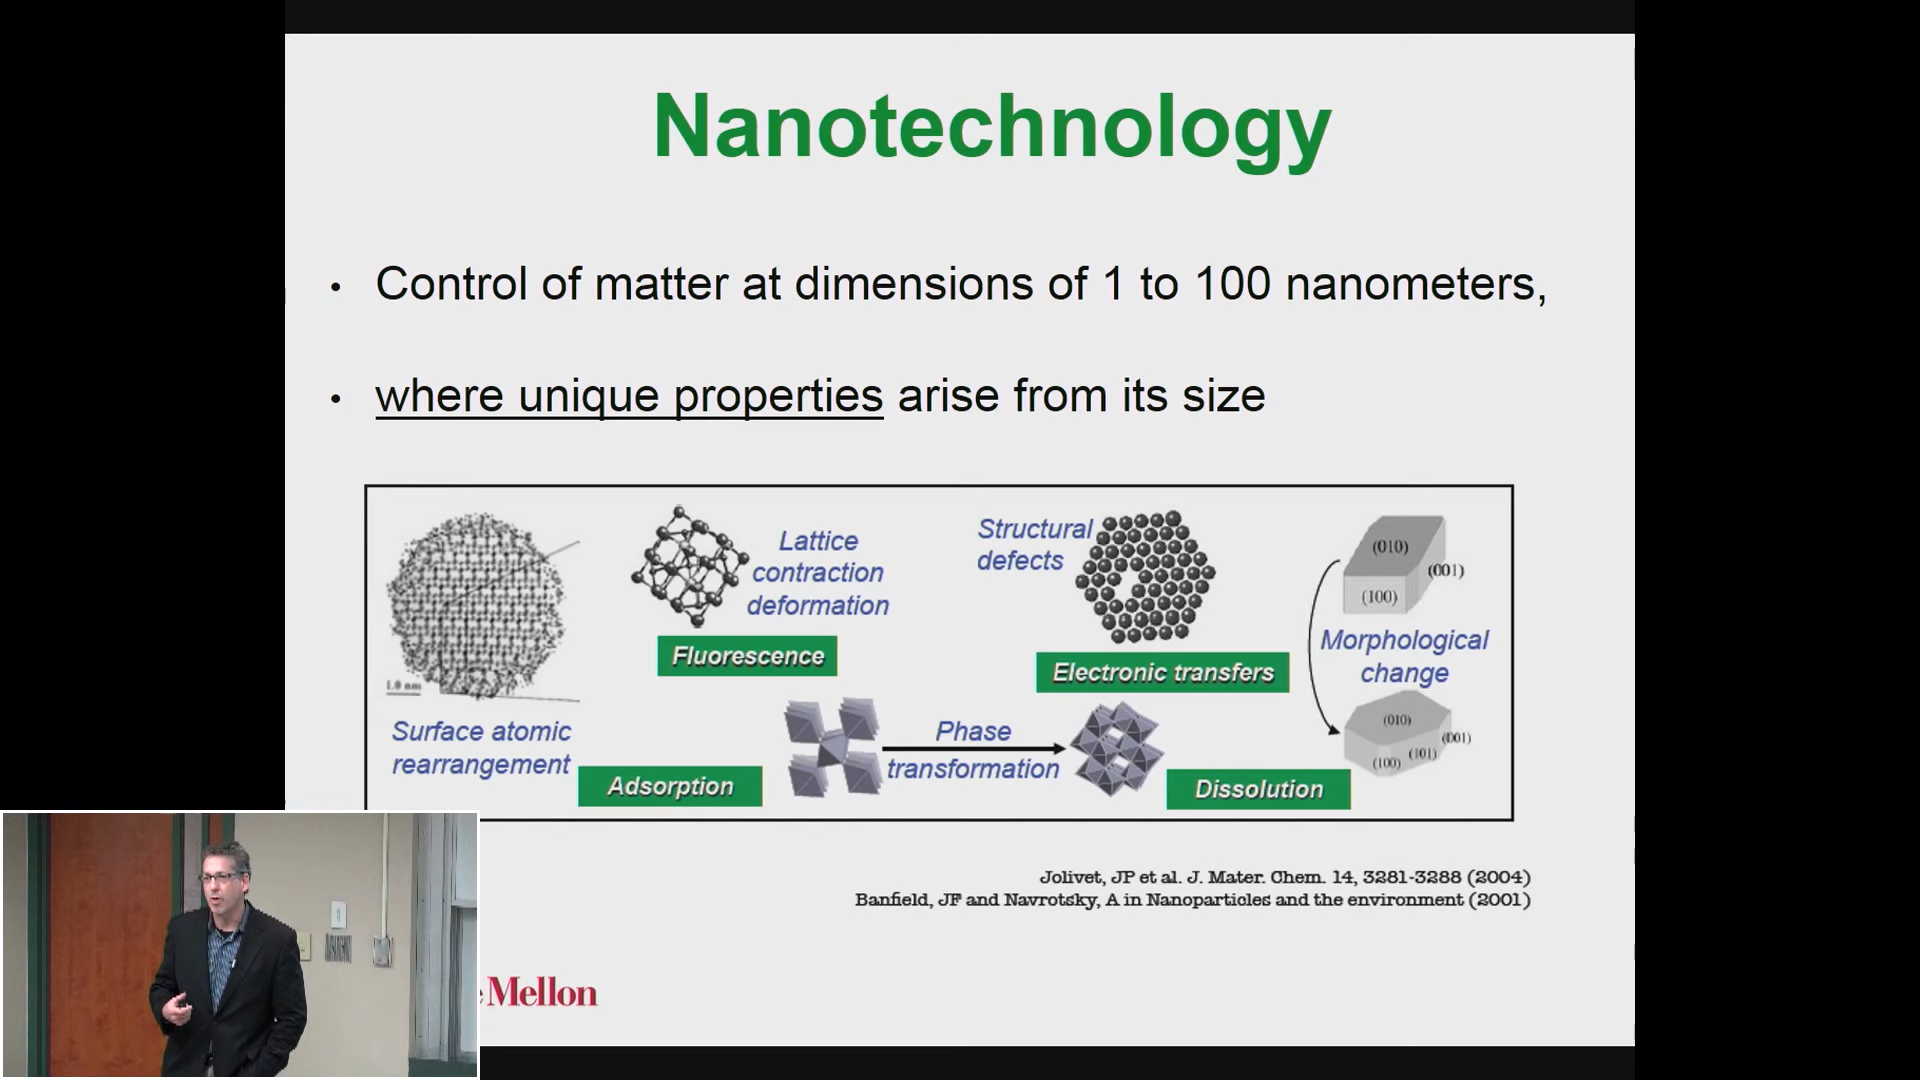 Nanotechnology
• Control of matter at dimensions of 1 to 100 nanometers,
• where unique properties arise from its size
Lattice
contraction
deformation
Fluorescence
Structural
defects
Electronic transfers
(010)
(001)
(100)
Morphological
change
(010)
(001)
(101)
(100)
1.0 nm
Surface atomic
rearrangement
Adsorption
Phase
transformation
Dissolution
Jolivet, JP et al. J. Mater. Chem. 14, 3281-3288 (2004)
Banfield, JF and Navrotsky, A in Nanoparticles and the environment (2001)
Mellon